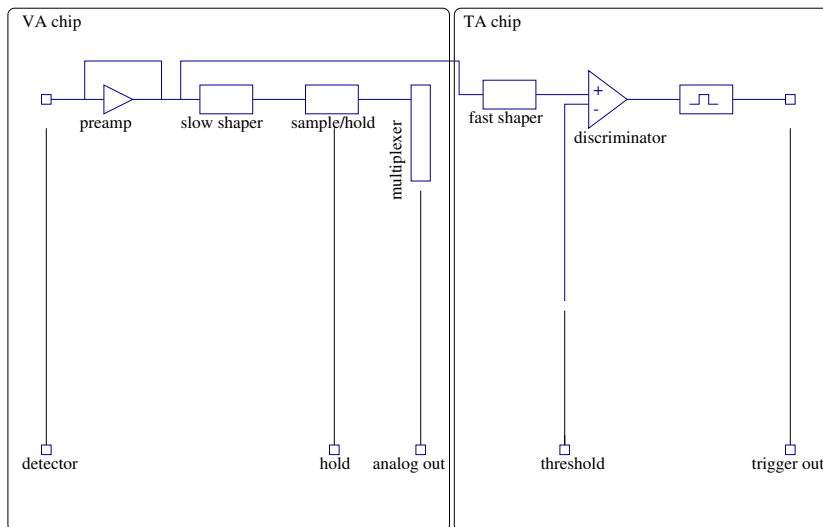 VA chip
TA chip
preamp
slow shaper
sample/hold
multiplexer
fast shaper
+
-
discriminator
detector
hold
analog out
threshold
trigger out